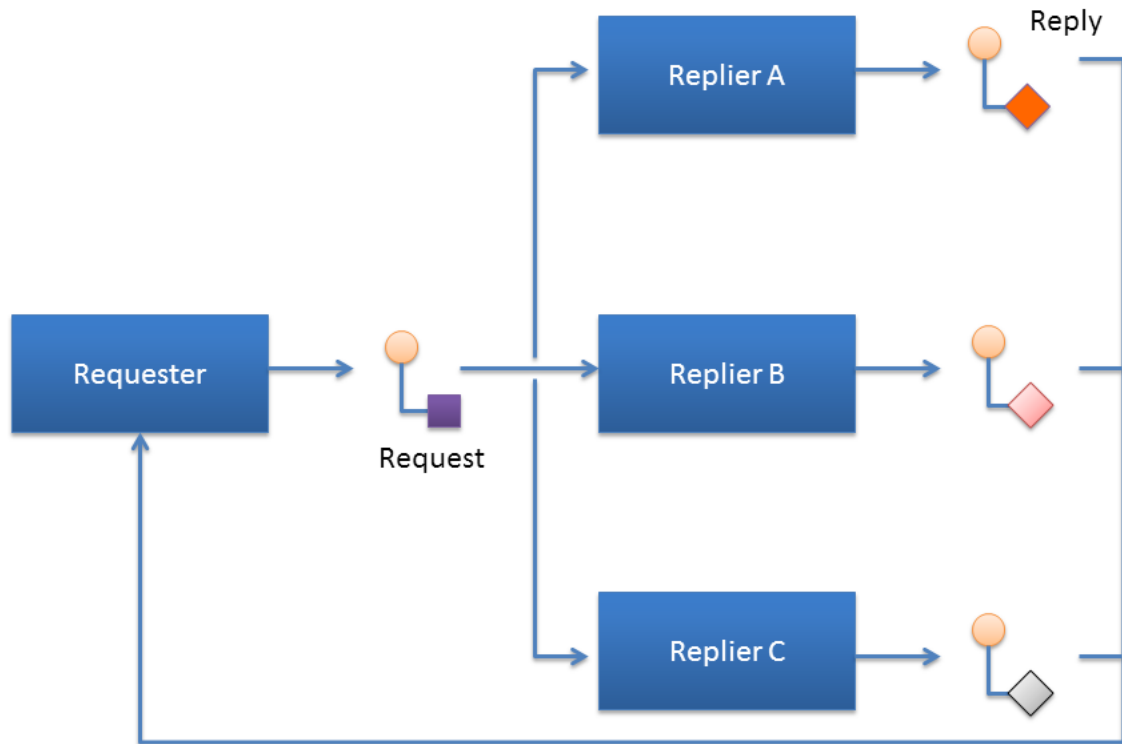 Reply
Replier A
Requester
Replier B
Request
Replier C